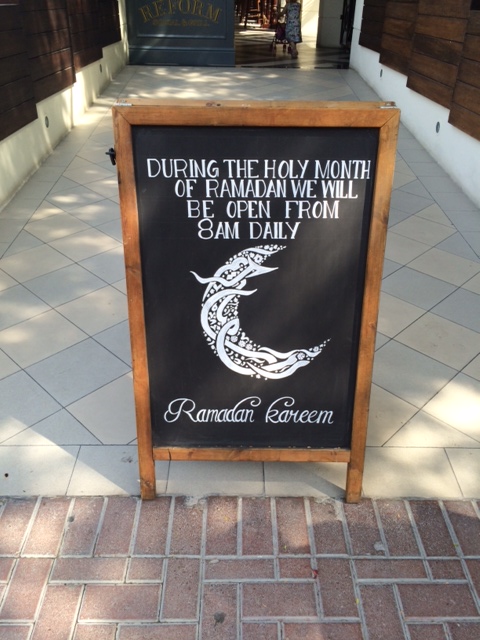 REFORM
DURING THE HOLY MONTH
OF RAMADAN WE WILL
BE OPEN FROM
8AM DAILY
Ramadan kareem